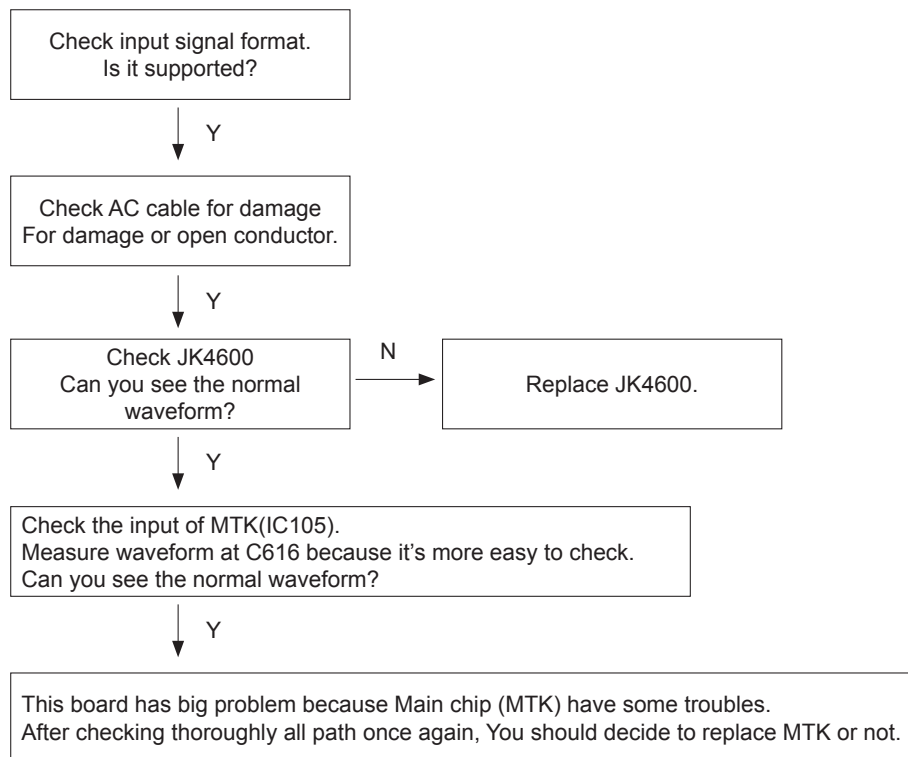 Check input signal format.
Is it supported?
Y
Check AC cable for damage
For damage or open conductor.
Y
Check JK4600
Can you see the normal
waveform?
N
Replace JK4600.
Y
Check the input of MTK(IC105).
Measure waveform at C616 because it's more easy to check.
Can you see the normal waveform?
Y
This board has big problem because Main chip (MTK) have some troubles.
After checking thoroughly all path once again, You should decide to replace MTK or not.